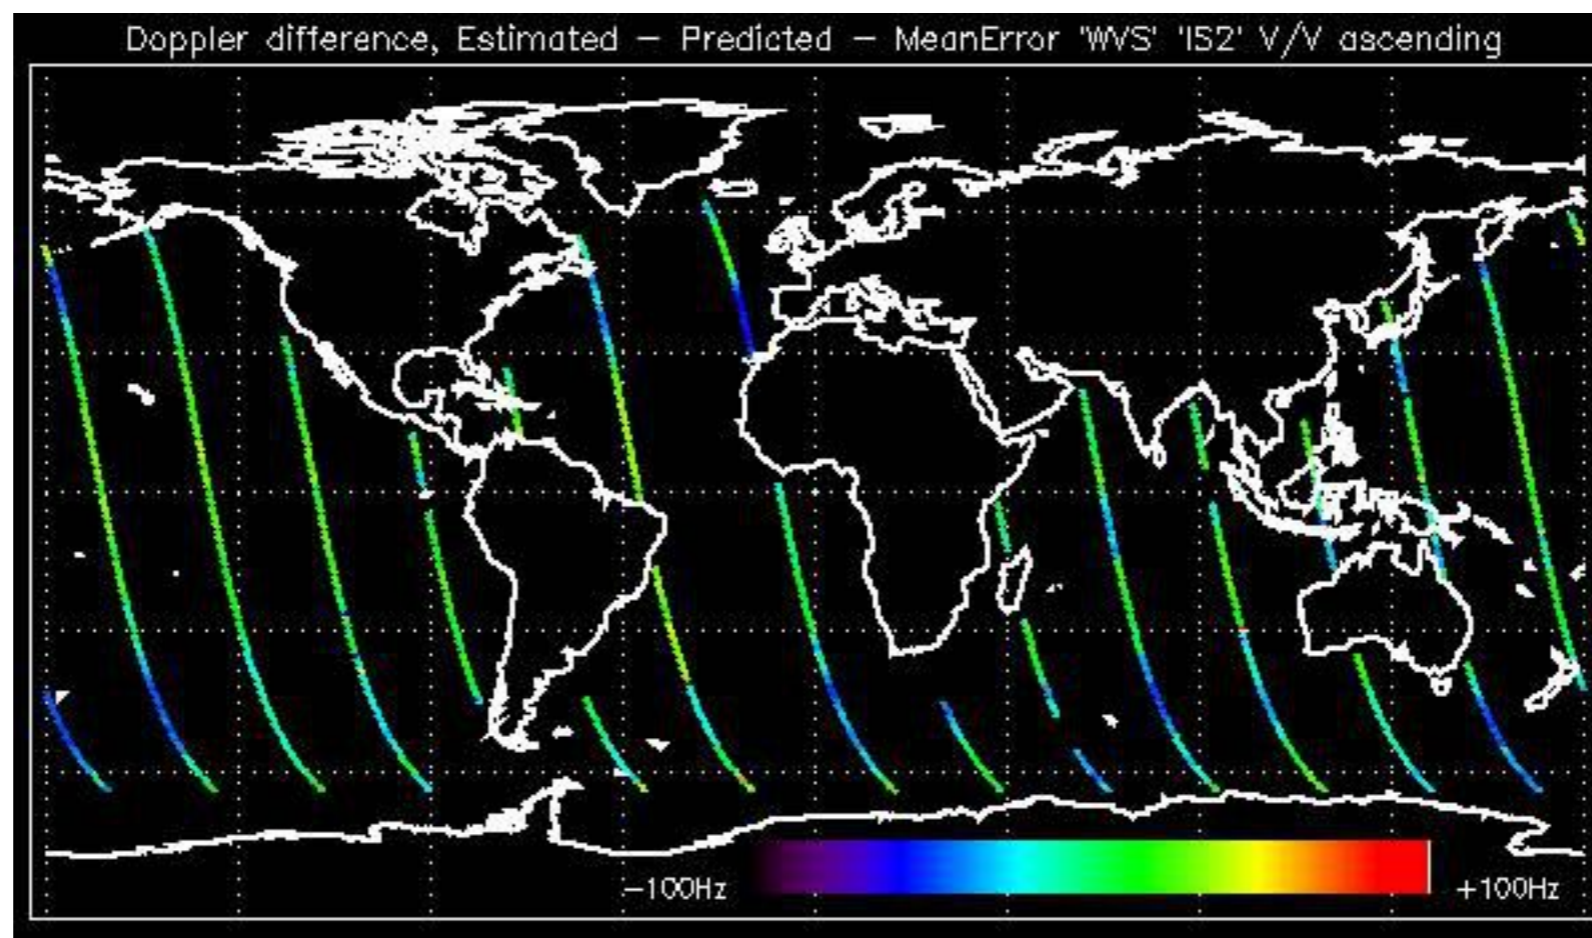 Doppler difference, Estimated − Predicted − MeanError 'WVS' 'IS2' V/V ascending
−100Hz
+100Hz